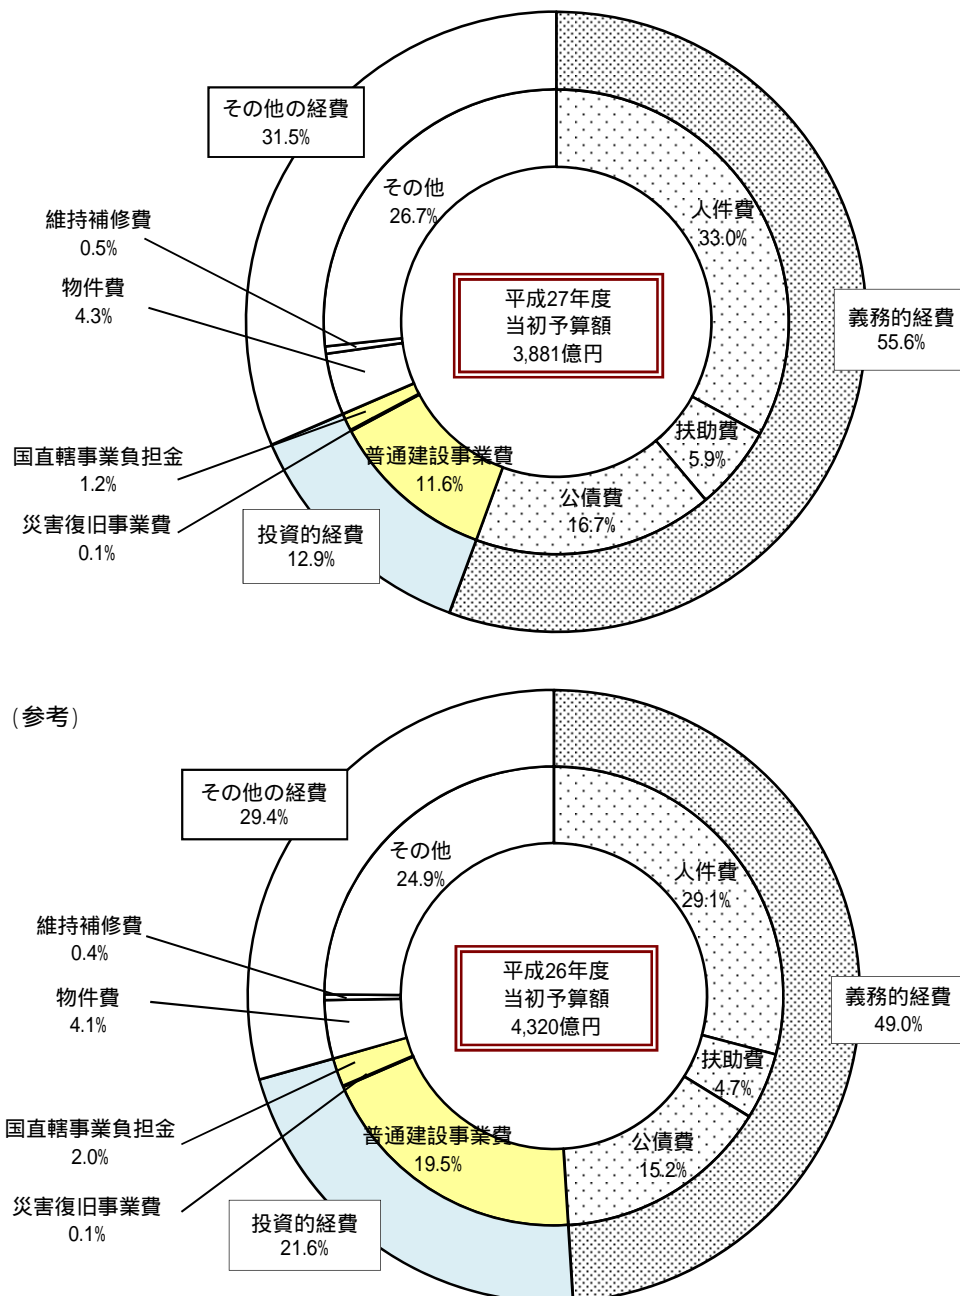 その他の経費
31.5%
その他
26.7%
人件費
33.0%
維持補修費
0.5%
物件費
4.3%
平成27年度
当初予算額
3,881億円
義務的経費
55.6%
扶助費
5.9%
国直轄事業負担金
1.2%
普通建設事業費
11.6%
公債費
16.7%
災害復旧事業費
0.1%
投資的経費
12.9%
(参考)
その他の経費
29.4%
その他
24.9%
人件費
29.1%
維持補修費
0.4%
物件費
4.1%
平成26年度
当初予算額
4,320億円
義務的経費
49.0%
扶助費
4.7%
国直轄事業負担金
2.0%
普通建設事業費
19.5%
公債費
15.2%
災害復旧事業費
0.1%
投資的経費
21.6%